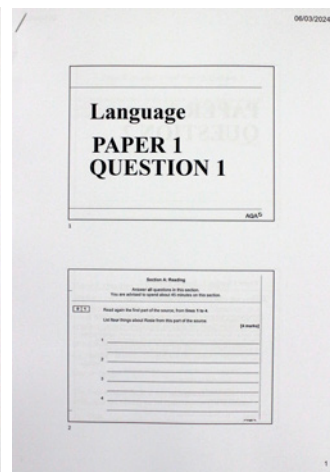 06/03/2024
Language
PAPER 1
QUESTION 1
AQA
1
Section A: Reading
Answer all questions in this section.
You are advised to spend about 45 minutes on this section.
0 1
Read again the first part of the source, from lines 1 to 4.
List four things about Rosie from this part of the source.
[4 marks]
1
2
3
4
2
1